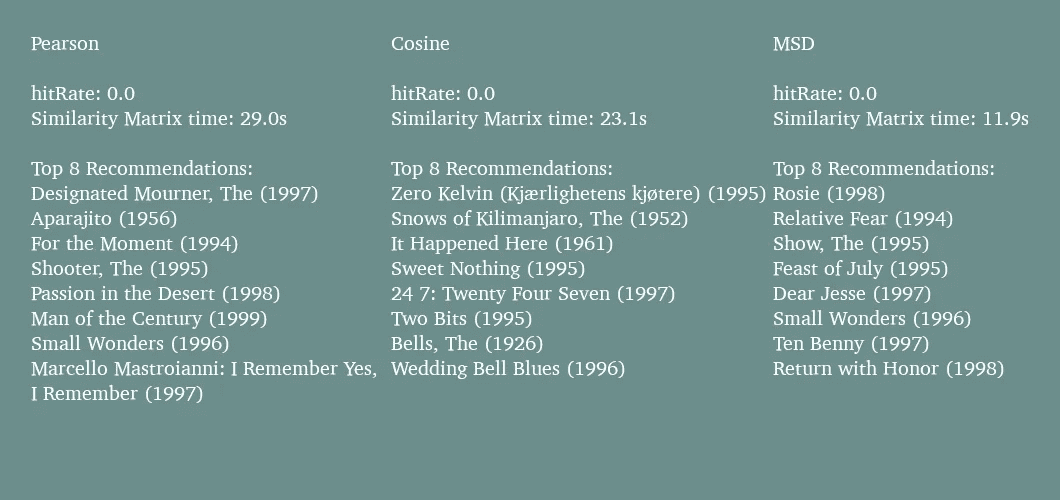 Pearson
hitRate: 0.0
Similarity Matrix time: 29.0s
Top 8 Recommendations:
Designated Mourner, The (1997)
Aparajito (1956)
For the Moment (1994)
Shooter, The (1995)
Passion in the Desert (1998)
Man of the Century (1999)
Small Wonders (1996)
Marcello Mastroianni: I Remember Yes,
I Remember (1997)
Cosine
hitRate: 0.0
Similarity Matrix time: 23.1s
Top 8 Recommendations:
Zero Kelvin (Kjærlighetens kjøtere) (1995)
Snows of Kilimanjaro, The (1952)
It Happened Here (1961)
Sweet Nothing (1995)
24 7: Twenty Four Seven (1997)
Two Bits (1995)
Bells, The (1926)
Wedding Bell Blues (1996)
MSD
hitRate: 0.0
Similarity Matrix time: 11.9s
Top 8 Recommendations:
Rosie (1998)
Relative Fear (1994)
Show, The (1995)
Feast of July (1995)
Dear Jesse (1997)
Small Wonders (1996)
Ten Benny (1997)
Return with Honor (1998)